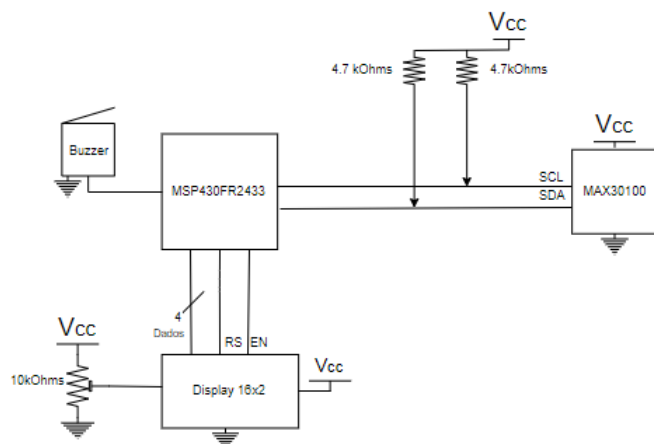 Vcc
4.7 kOhms
4.7kOhms
Vcc
Buzzer
MSP430FR2433
SCL
SDA
MAX30100
4
Dados
RS
EN
Vcc
Vcc
10kOhms
Display 16x2